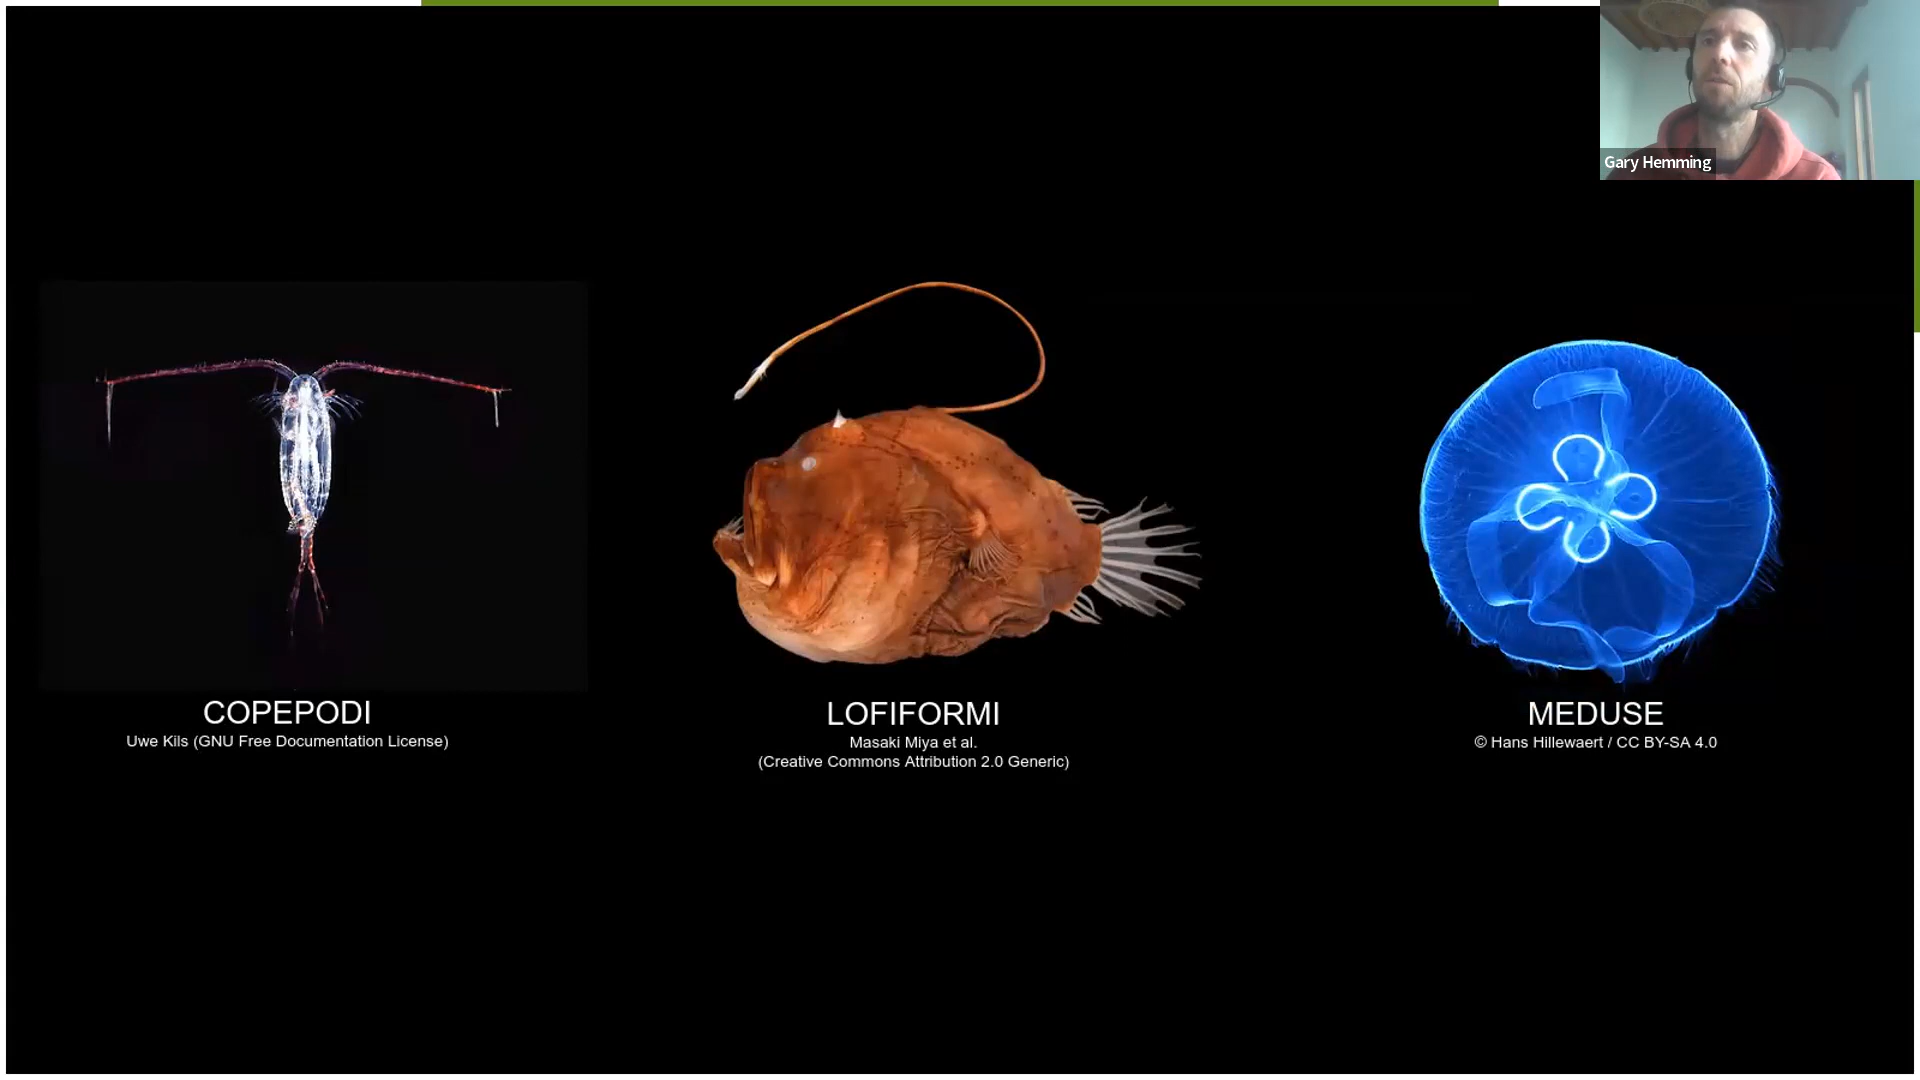 Gary Hemming
COPEPODI
Uwe Kils (GNU Free Documentation License)
LOFIFORMI
Masaki Miya et al.
(Creative Commons Attribution 2.0 Generic)
MEDUSE
© Hans Hillewaert / CC BY-SA 4.0